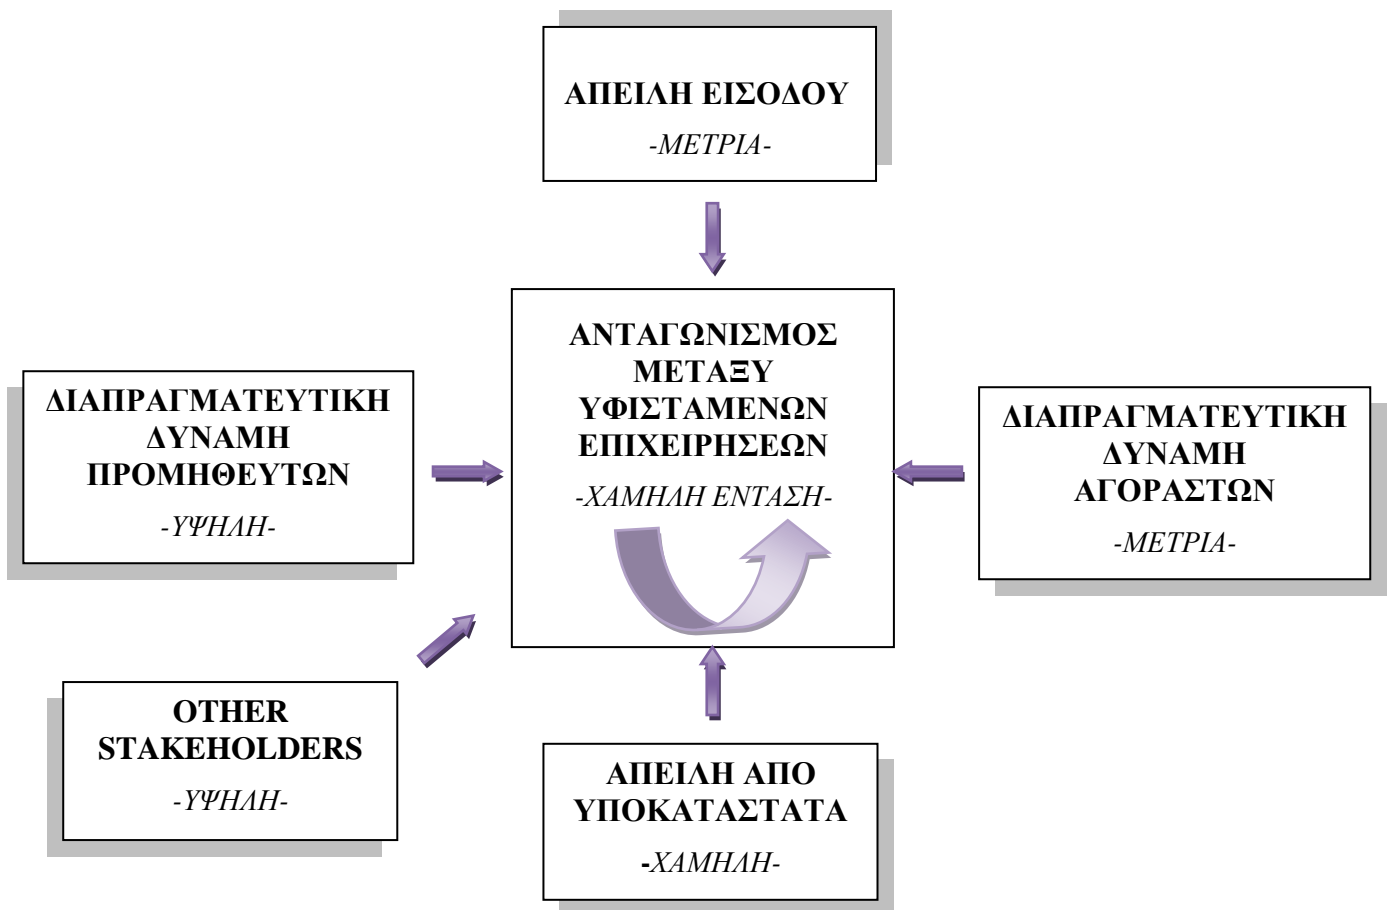 ΑΠΕΙΛΗ ΕΙΣΟΔΟΥ
-ΜΕΤΡΙΑ-
ΑΝΤΑΓΩΝΙΣΜΟΣ
ΜΕΤΑΞΥ
ΥΦΙΣΤΑΜΕΝΩΝ
ΕΠΙΧΕΙΡΗΣΕΩΝ
-ΧΑΜΗΛΗ ΕΝΤΑΣΗ-
ΔΙΑΠΡΑΓΜΑΤΕΥΤΙΚΗ
ΔΥΝΑΜΗ
ΠΡΟΜΗΘΕΥΤΩΝ
-ΥΨΗΛΗ-
ΔΙΑΠΡΑΓΜΑΤΕΥΤΙΚΗ
ΔΥΝΑΜΗ
ΑΓΟΡΑΣΤΩΝ
-ΜΕΤΡΙΑ-
OTHER
STAKEHOLDERS
-ΥΨΗΛΗ-
ΑΠΕΙΛΗ ΑΠΟ
ΥΠΟΚΑΤΑΣΤΑΤΑ
-ΧΑΜΗΛΗ-